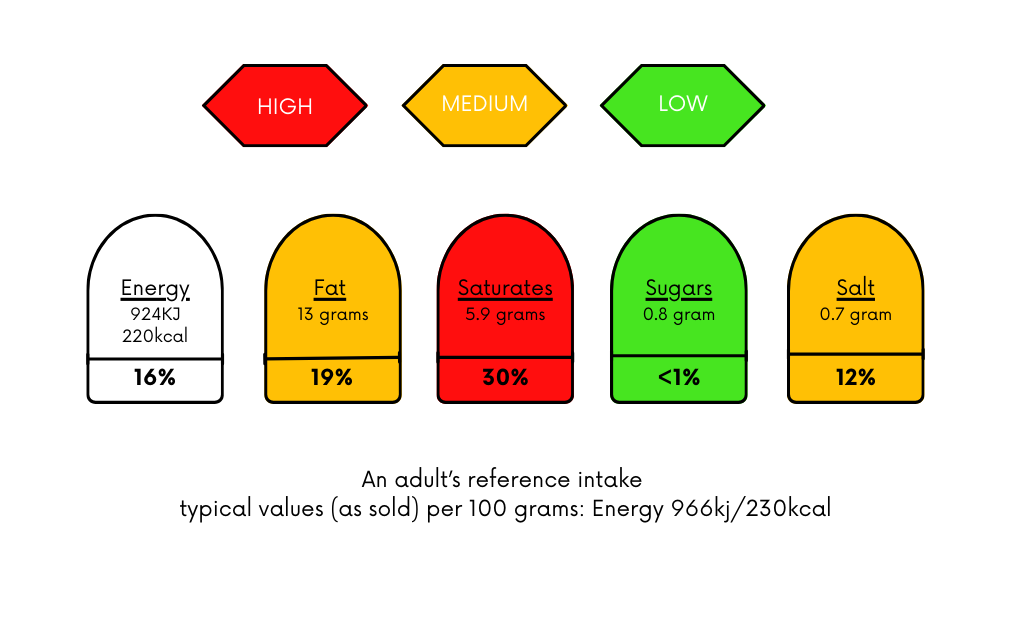 HIGH
MEDIUM
LOW
Energy
924KJ
220kcal
16%
Fat
13 grams
19%
Saturates
5.9 grams
30%
Sugars
0.8 gram
<1%
Salt
0.7 gram
12%
An adult's reference intake
typical values (as sold) per 100 grams: Energy 966kj/230kcal